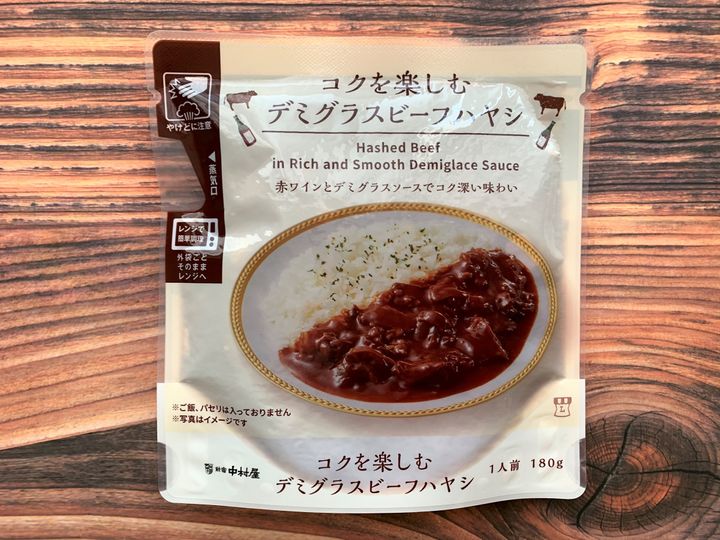 コクを楽しむ
デミグラスビーフハヤシ
Hashed Beef
in Rich and Smooth Demiglace Sauce
赤ワインとデミグラスソースでコク深い味わい
やけどに注意
◀蒸気口
レンジで
簡単調理
外袋ごと
そのまま
レンジへ
※ご飯、パセリは入っておりません
※写真はイメージです
L
新宿 中村屋
コクを楽しむ
デミグラスビーフハヤシ
1人前 180g